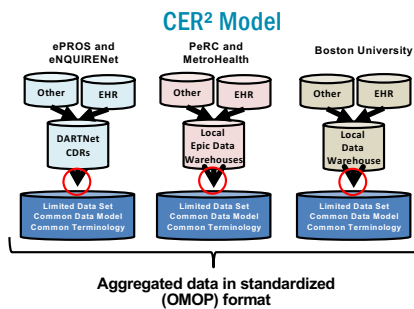 CER² Model
ePROS and
eNQUIRENet
PeRC and
MetroHealth
Boston University
Other
EHR
Other
EHR
Other
EHR
DARTNet
CDRs
Local
Epic Data
Warehouses
Local
Data
Warehouse
Limited Data Set
Common Data Model
Common Terminology
Limited Data Set
Common Data Model
Common Terminology
Limited Data Set
Common Data Model
Common Terminology
Aggregated data in standardized
(OMOP) format